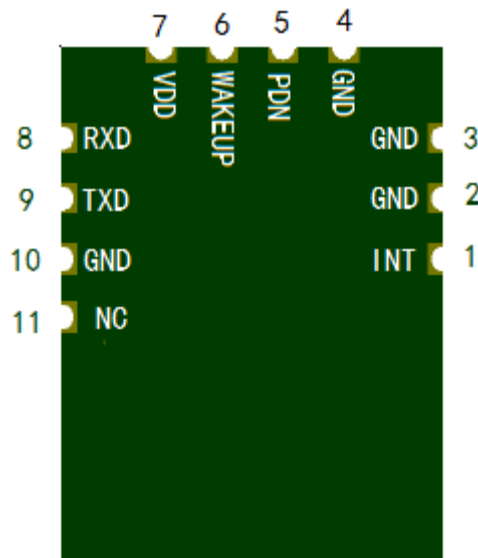 7 6 5 4
VDD WAKEUP PDN GND
8 RXD GND 3
9 TXD GND 2
10 GND INT 1
11 NC